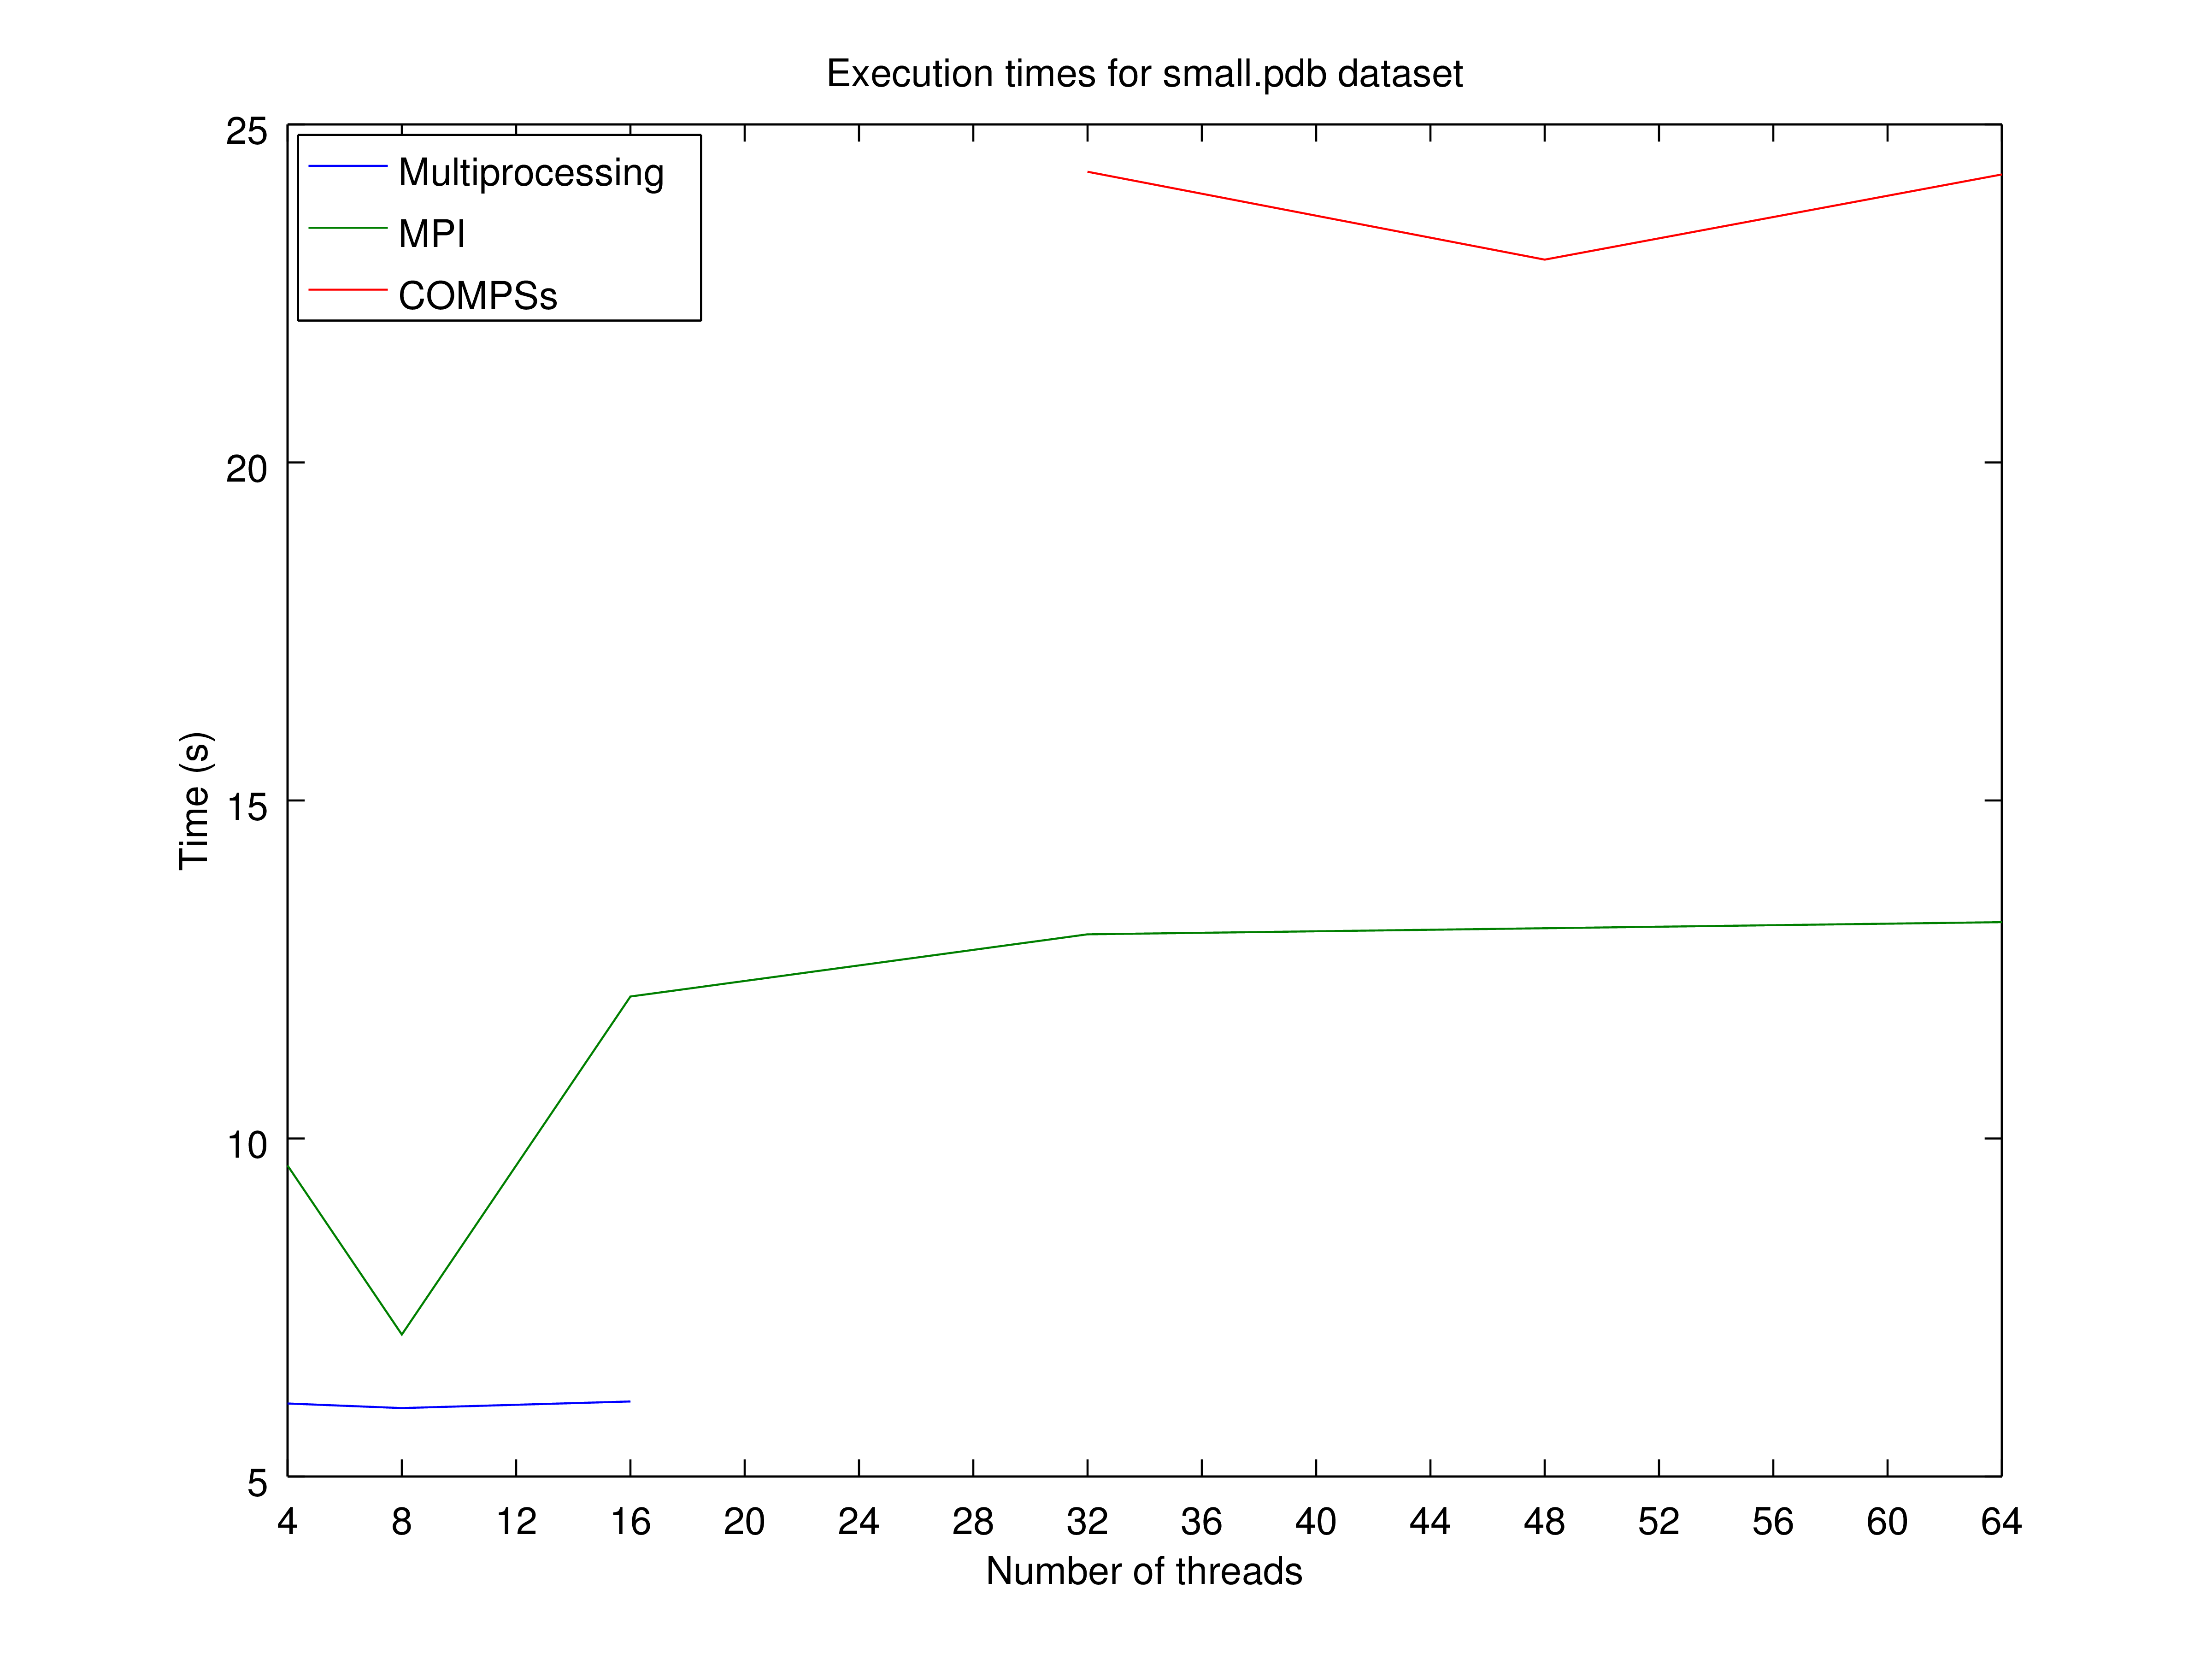 Execution times for small.pdb dataset
25
Multiprocessing
MPI
COMPSs
20
15
10
5
Time (s)
4 8 12 16 20 24 28 32 36 40 44 48 52 56 60 64
Number of threads